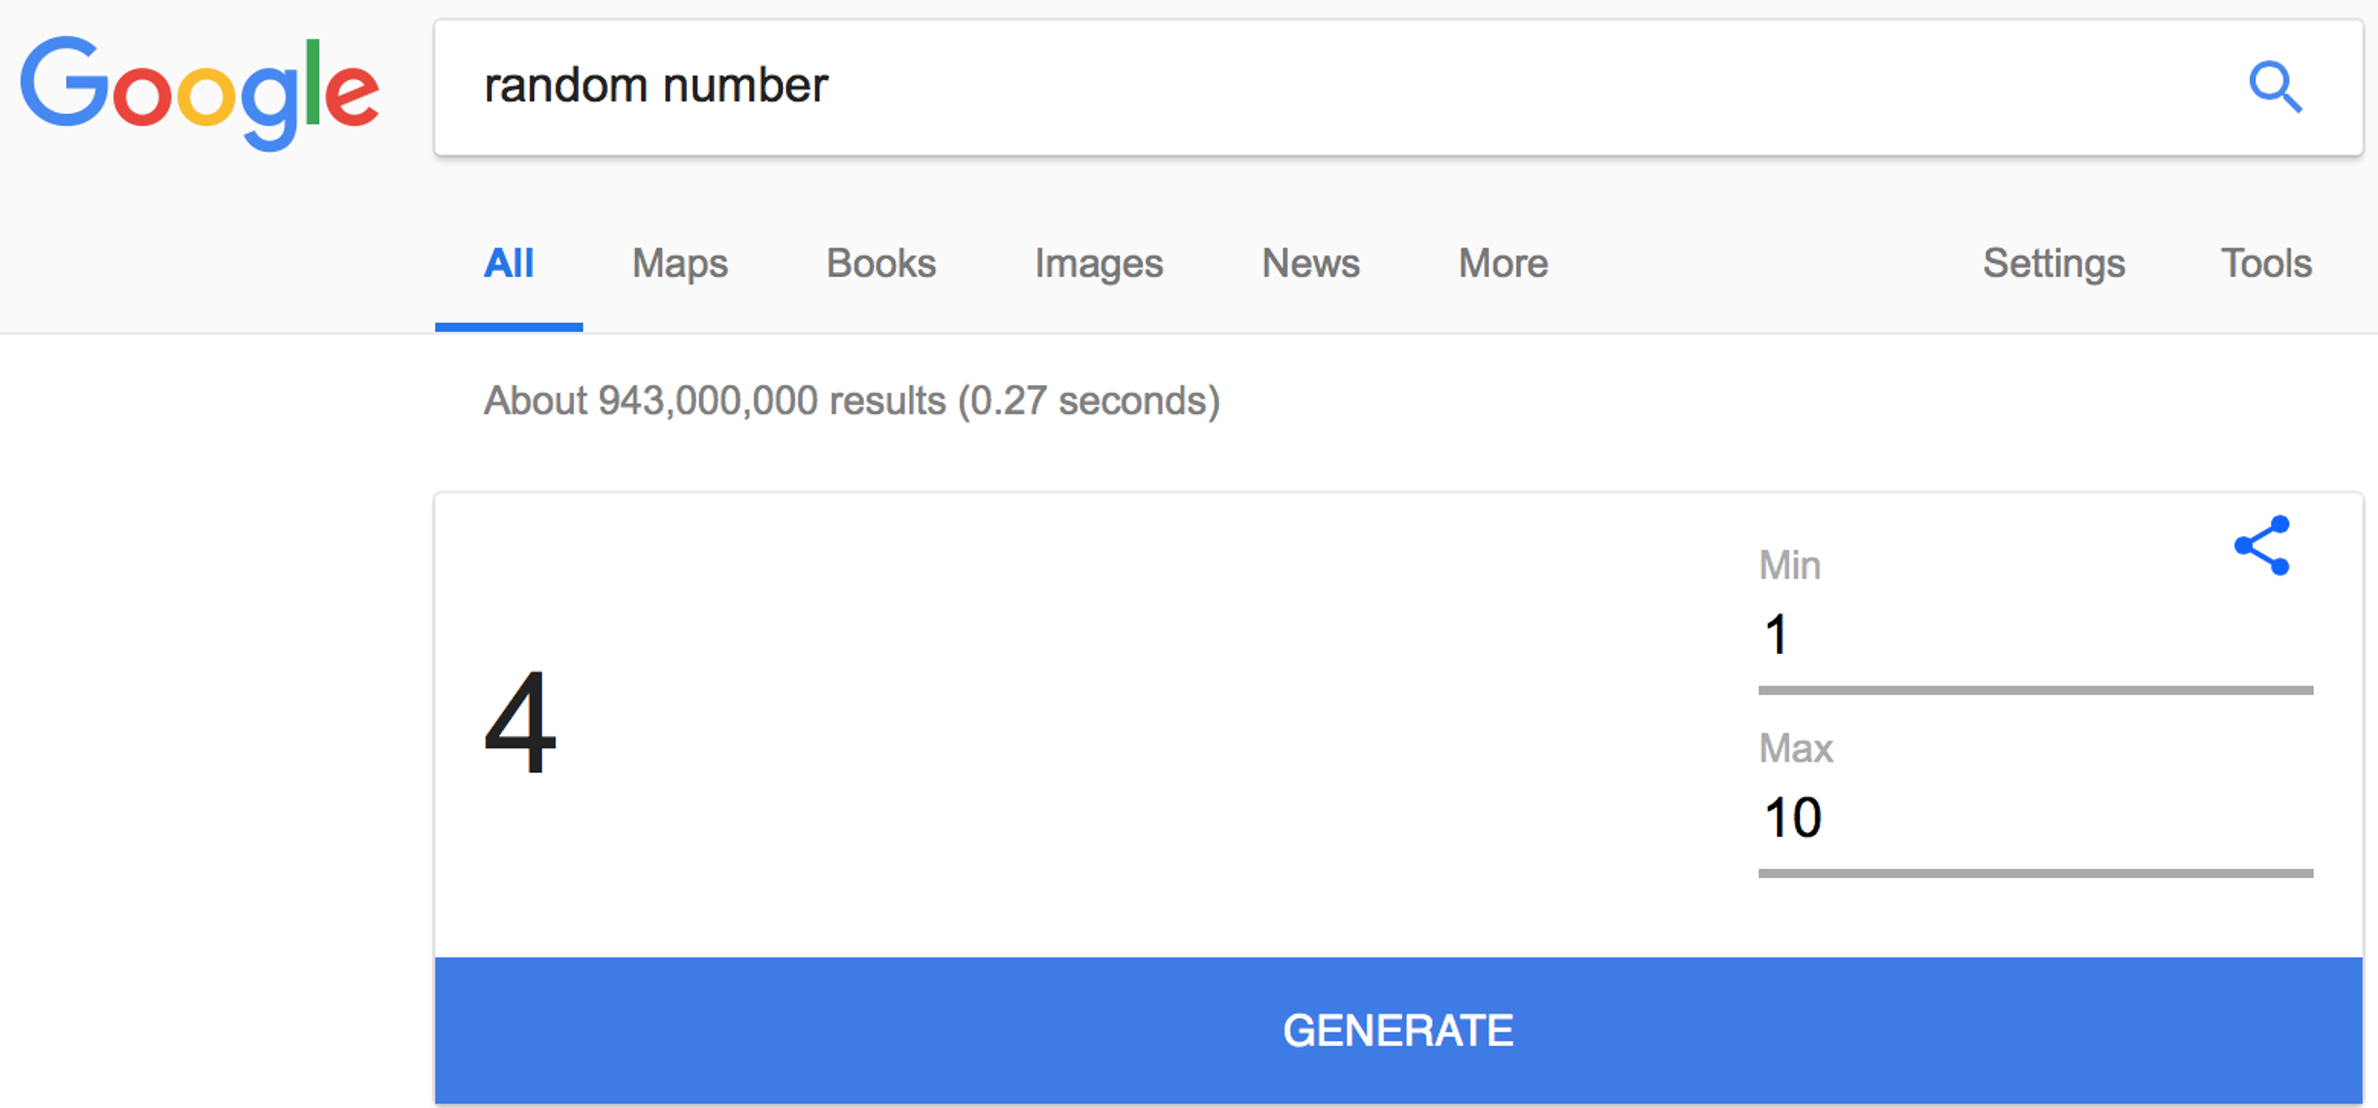 Google
random number
All Maps Books Images News More Settings Tools
About 943,000,000 results (0.27 seconds)
Min
1
4
Max
10
GENERATE